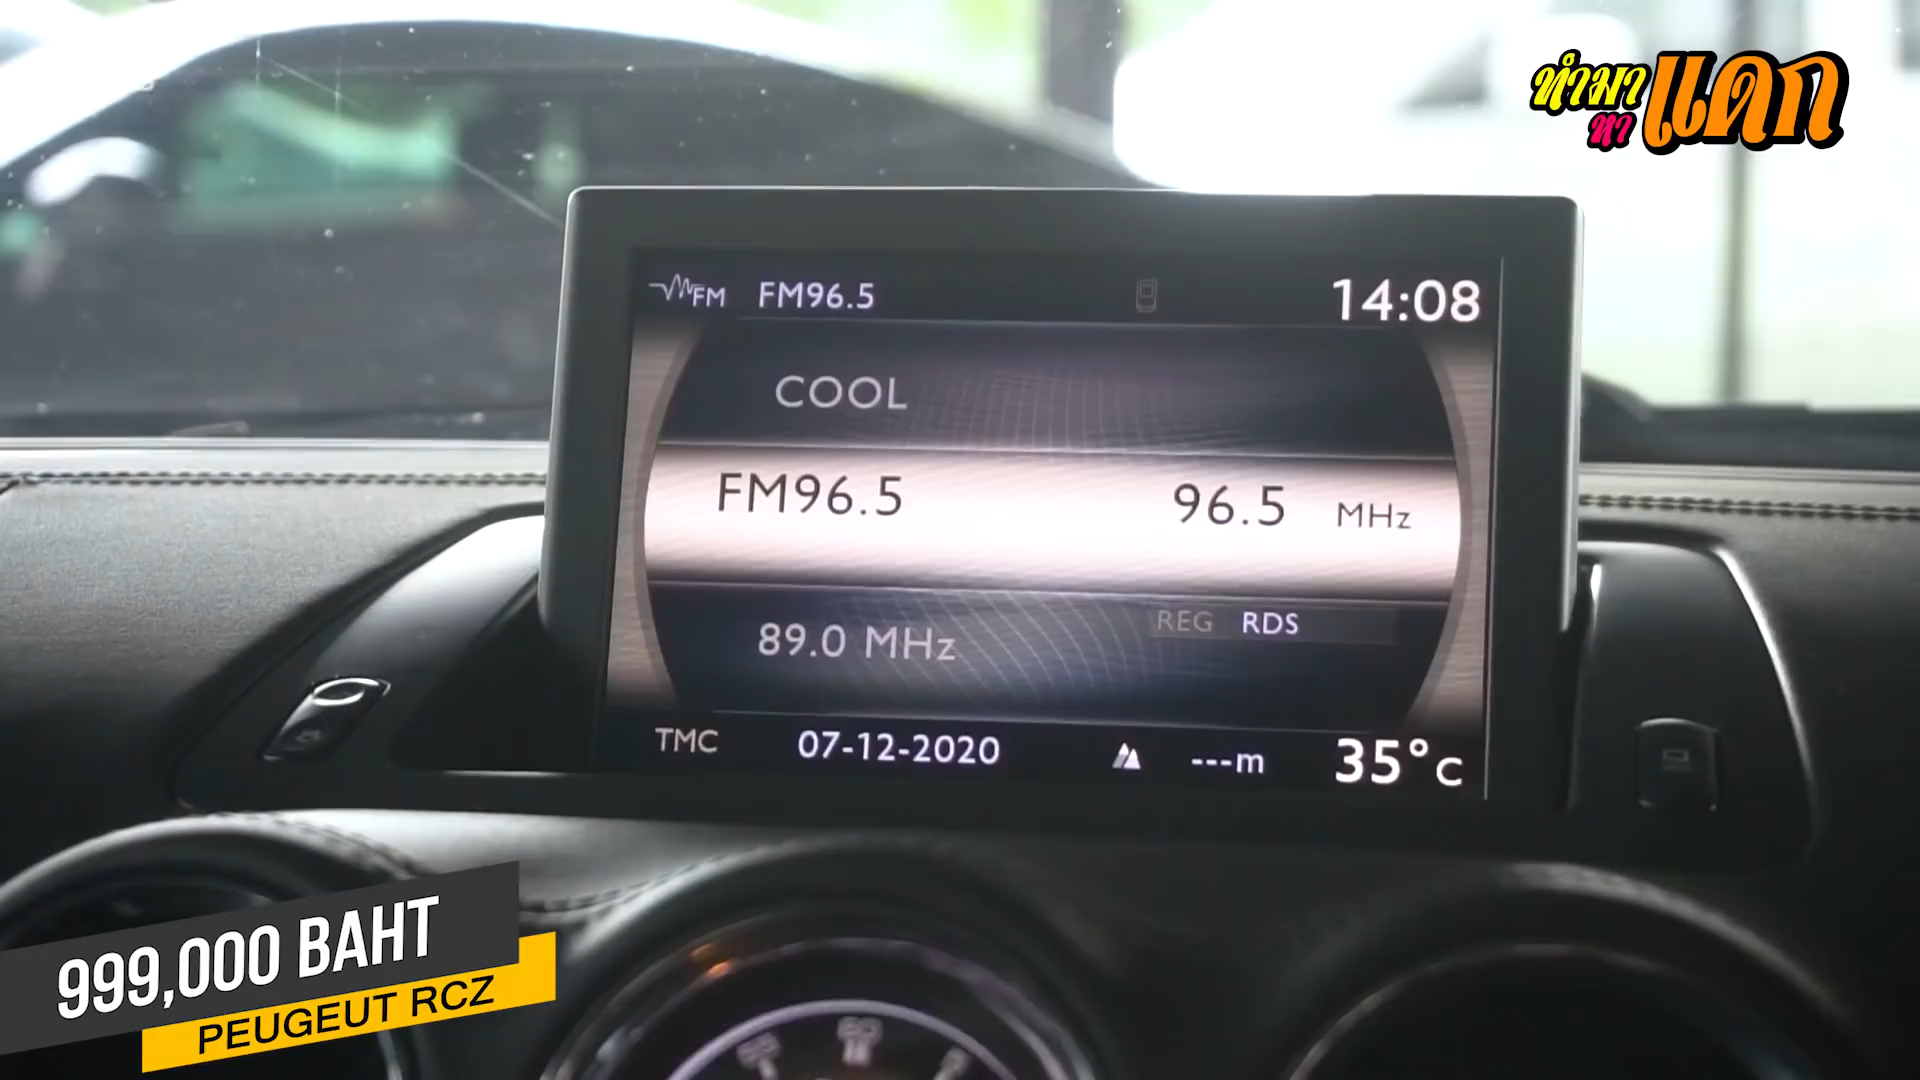 ทำมา
หา
แดก
FM FM96.5 14:08
COOL
FM96.5 96.5 MHz
89.0 MHz REG RDS
TMC 07-12-2020 ---m 35°C
999,000 BAHT
PEUGEUT RCZ